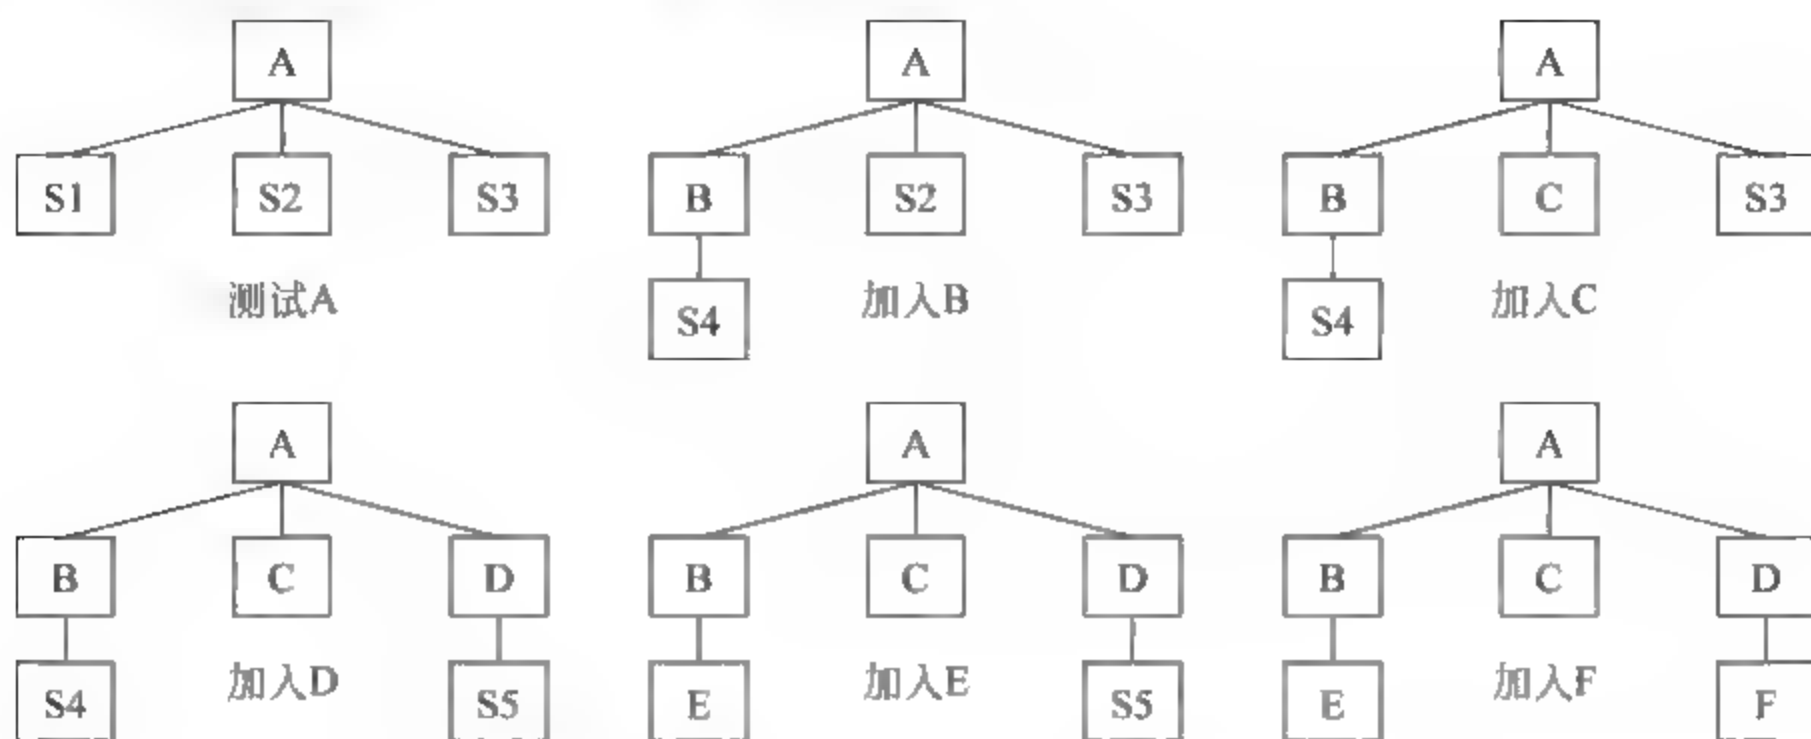 A A A
S1 S2 S3 B S2 S3 B C S3
测试A 加入B 加入C
S4 S4
A A A
B C D B C D B C D
加入D 加入E 加入F
S4 S5 E S5 E F